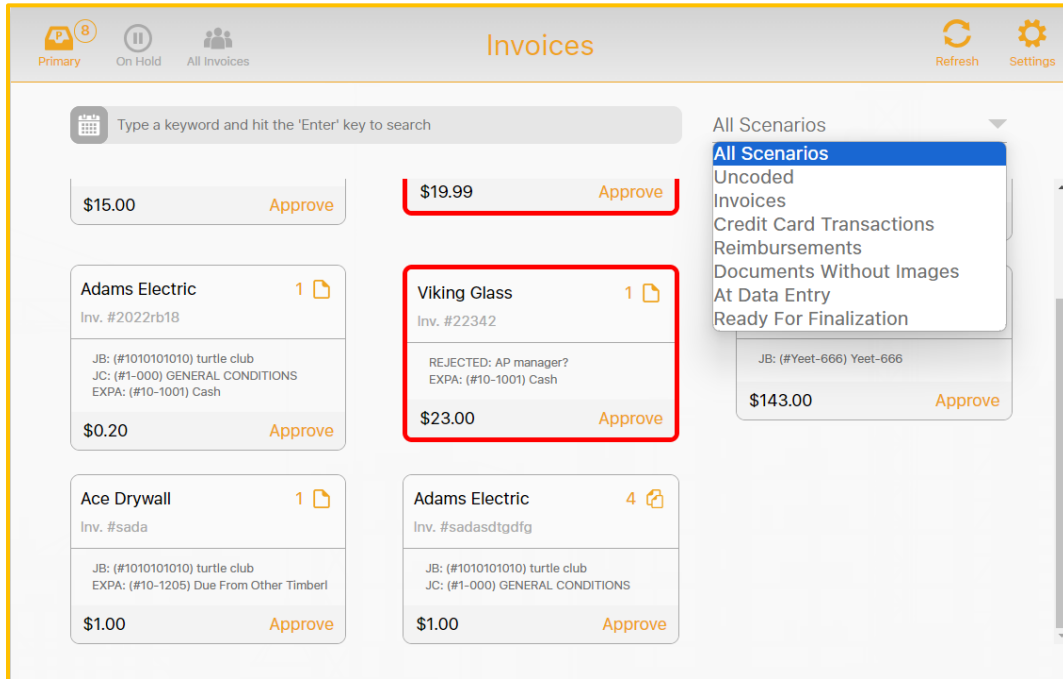 P 8
Primary
On Hold
All Invoices
Invoices
Refresh
Settings
Type a keyword and hit the 'Enter' key to search
All Scenarios
All Scenarios
Uncoded
Invoices
Credit Card Transactions
Reimbursements
Documents Without Images
At Data Entry
Ready For Finalization
$15.00 Approve
$19.99 Approve
Adams Electric 1
Inv. #2022rb18
JB: (#1010101010) turtle club
JC: (#1-000) GENERAL CONDITIONS
EXPA: (#10-1001) Cash
$0.20 Approve
Viking Glass 1
Inv. #22342
REJECTED: AP manager?
EXPA: (#10-1001) Cash
$23.00 Approve
JB: (#Yeet-666) Yeet-666
$143.00 Approve
Ace Drywall 1
Inv. #sada
JB: (#1010101010) turtle club
EXPA: (#10-1205) Due From Other Timberl
$1.00 Approve
Adams Electric 4
Inv. #sadasdtgdfg
JB: (#1010101010) turtle club
JC: (#1-000) GENERAL CONDITIONS
$1.00 Approve